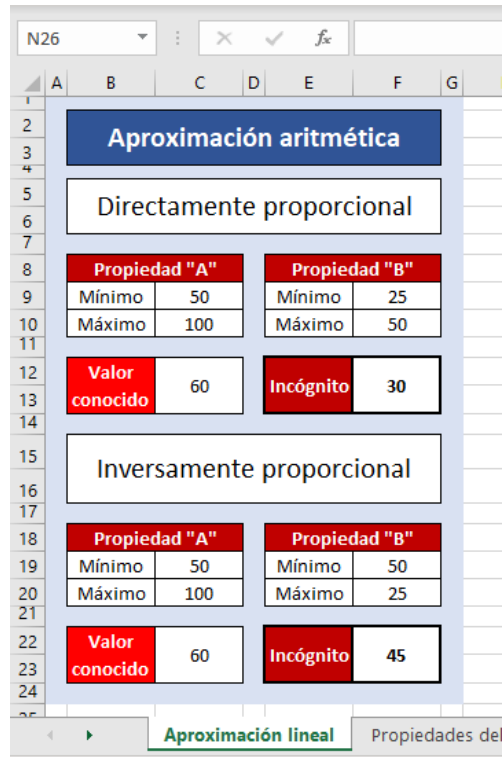 N26 fx
A B C D E F G
1
2
Aproximación aritmética
3
4
5
Directamente proporcional
6
7
8 Propiedad "A" Propiedad "B"
9 Mínimo 50 Mínimo 25
10 Máximo 100 Máximo 50
11
12 Valor
conocido 60 Incógnito 30
13
14
15
Inversamente proporcional
16
17
18 Propiedad "A" Propiedad "B"
19 Mínimo 50 Mínimo 50
20 Máximo 100 Máximo 25
21
22 Valor
conocido 60 Incógnito 45
23
24
25
Aproximación lineal Propiedades del